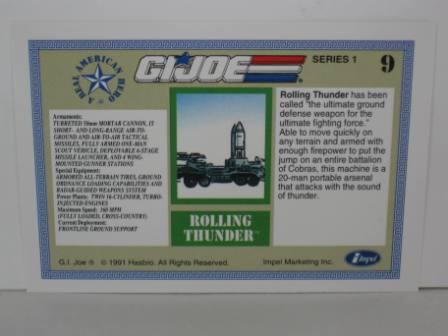 A REAL AMERICAN HERO
G.I. JOE ®
SERIES 1
9
Armaments:
TURRETED 50mm MORTAR CANNON, 15
SHORT- AND LONG-RANGE AIR-TO-
GROUND AND AIR-TO-AIR TACTICAL
MISSILES, FULLY ARMED ONE-MAN
SCOUT VEHICLE, DEPLOYABLE 6-STAGE
MISSILE LAUNCHER, AND 4 WING-
MOUNTED-GUNNER STATIONS
Special Equipment:
ARMORED ALL-TERRAIN TIRES, GROUND
ORDNANCE LOADING CAPABILITIES AND
RADAR-GUIDED WEAPONS SYSTEM
Power Plants: TWIN 16-CYLINDER, TURBO-
INJECTED-ENGINES
Maximum Speed: 160 MPH
(FULLY LOADED, CROSS-COUNTRY)
Current Deployment:
FRONTLINE GROUND SUPPORT
ROLLING
THUNDER™
Rolling Thunder has been
called "the ultimate ground
defense weapon for the
ultimate fighting force."
Able to move quickly on
any terrain and armed with
enough firepower to put the
jump on an entire battalion
of Cobras, this machine is a
20-man portable arsenal
that attacks with the sound
of thunder.
G.I. Joe ® © 1991 Hasbro. All Rights Reserved.
Impel Marketing Inc.
impel